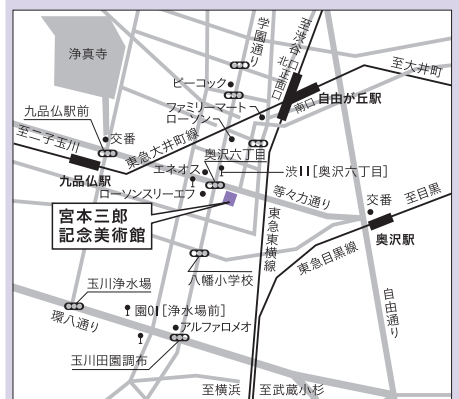 浄真寺
学園通り
至渋谷
北口
正面口
至大井町
ピーコック
自由が丘駅
南口
ファミリーマート
ローソン
九品仏駅前
交番
至二子玉川
東急大井町線
奥沢六丁目
エネオス
渋11[奥沢六丁目]
九品仏駅
ローソンスリーエフ
等々力通り
交番
至目黒
宮本三郎
記念美術館
東急東横線
奥沢駅
東急目黒線
八幡小学校
玉川浄水場
自由通り
環八通り
園01[浄水場前]
アルファロメオ
玉川田園調布
至横浜
至武蔵小杉